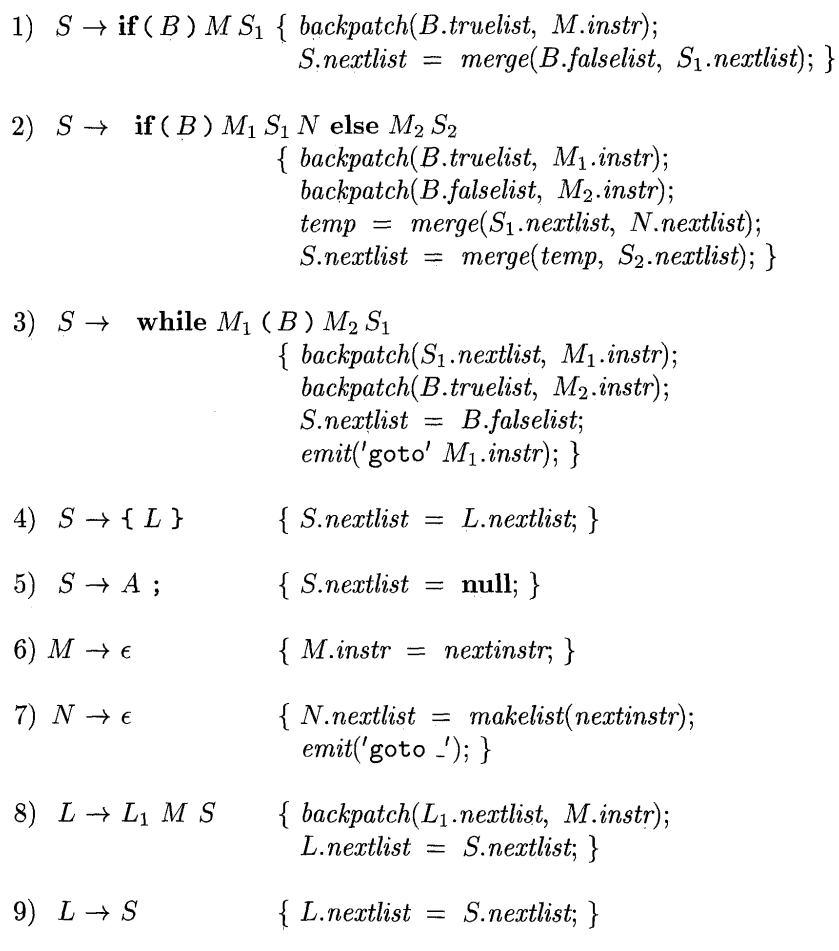 1) S → if ( B ) M S₁ { backpatch(B.truelist, M.instr);
S.nextlist = merge(B.falselist, S₁.nextlist); }
2) S → if ( B ) M₁ S₁ N else M₂ S₂
{ backpatch(B.truelist, M₁.instr);
backpatch(B.falselist, M₂.instr);
temp = merge(S₁.nextlist, N.nextlist);
S.nextlist = merge(temp, S₂.nextlist); }
3) S → while M₁ ( B ) M₂ S₁
{ backpatch(S₁.nextlist, M₁.instr);
backpatch(B.truelist, M₂.instr);
S.nextlist = B.falselist;
emit('goto' M₁.instr); }
4) S → { L } { S.nextlist = L.nextlist; }
5) S → A ; { S.nextlist = null; }
6) M → ϵ { M.instr = nextinstr; }
7) N → ϵ { N.nextlist = makelist(nextinstr);
emit('goto _'); }
8) L → L₁ M S { backpatch(L₁.nextlist, M.instr);
L.nextlist = S.nextlist; }
9) L → S { L.nextlist = S.nextlist; }